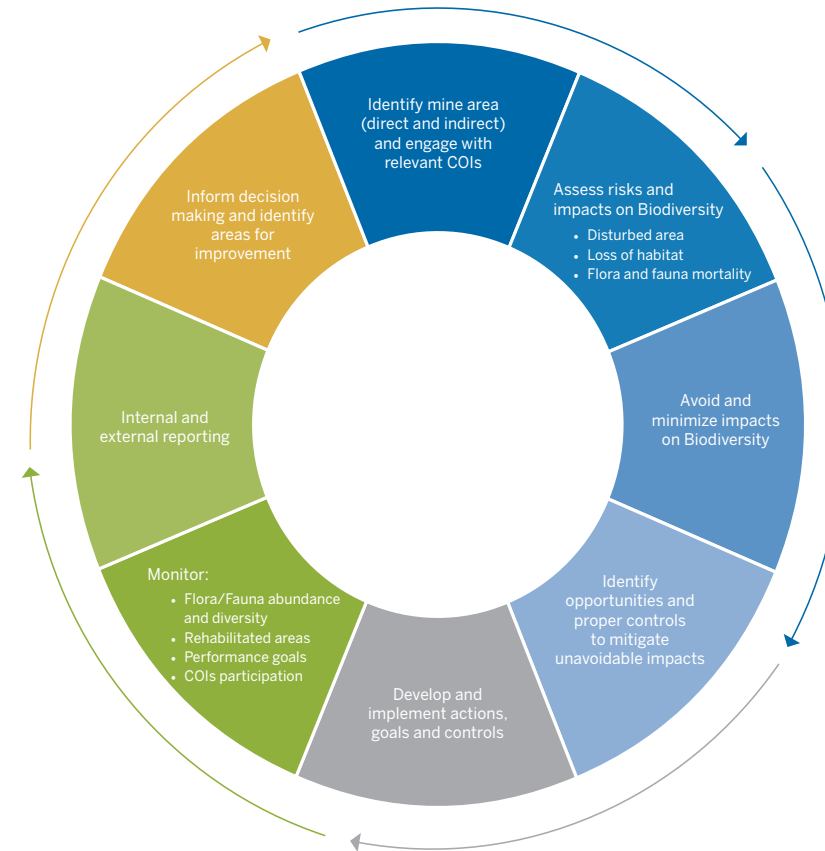 Identify mine area
(direct and indirect)
and engage with
relevant COIs
Assess risks and
impacts on Biodiversity
• Disturbed area
• Loss of habitat
• Flora and fauna mortality
Avoid and
minimize impacts
on Biodiversity
Identify
opportunities and
proper controls
to mitigate
unavoidable impacts
Develop and
implement actions,
goals and controls
Monitor:
• Flora/Fauna abundance
and diversity
• Rehabilitated areas
• Performance goals
• COIs participation
Internal and
external reporting
Inform decision
making and identify
areas for
improvement